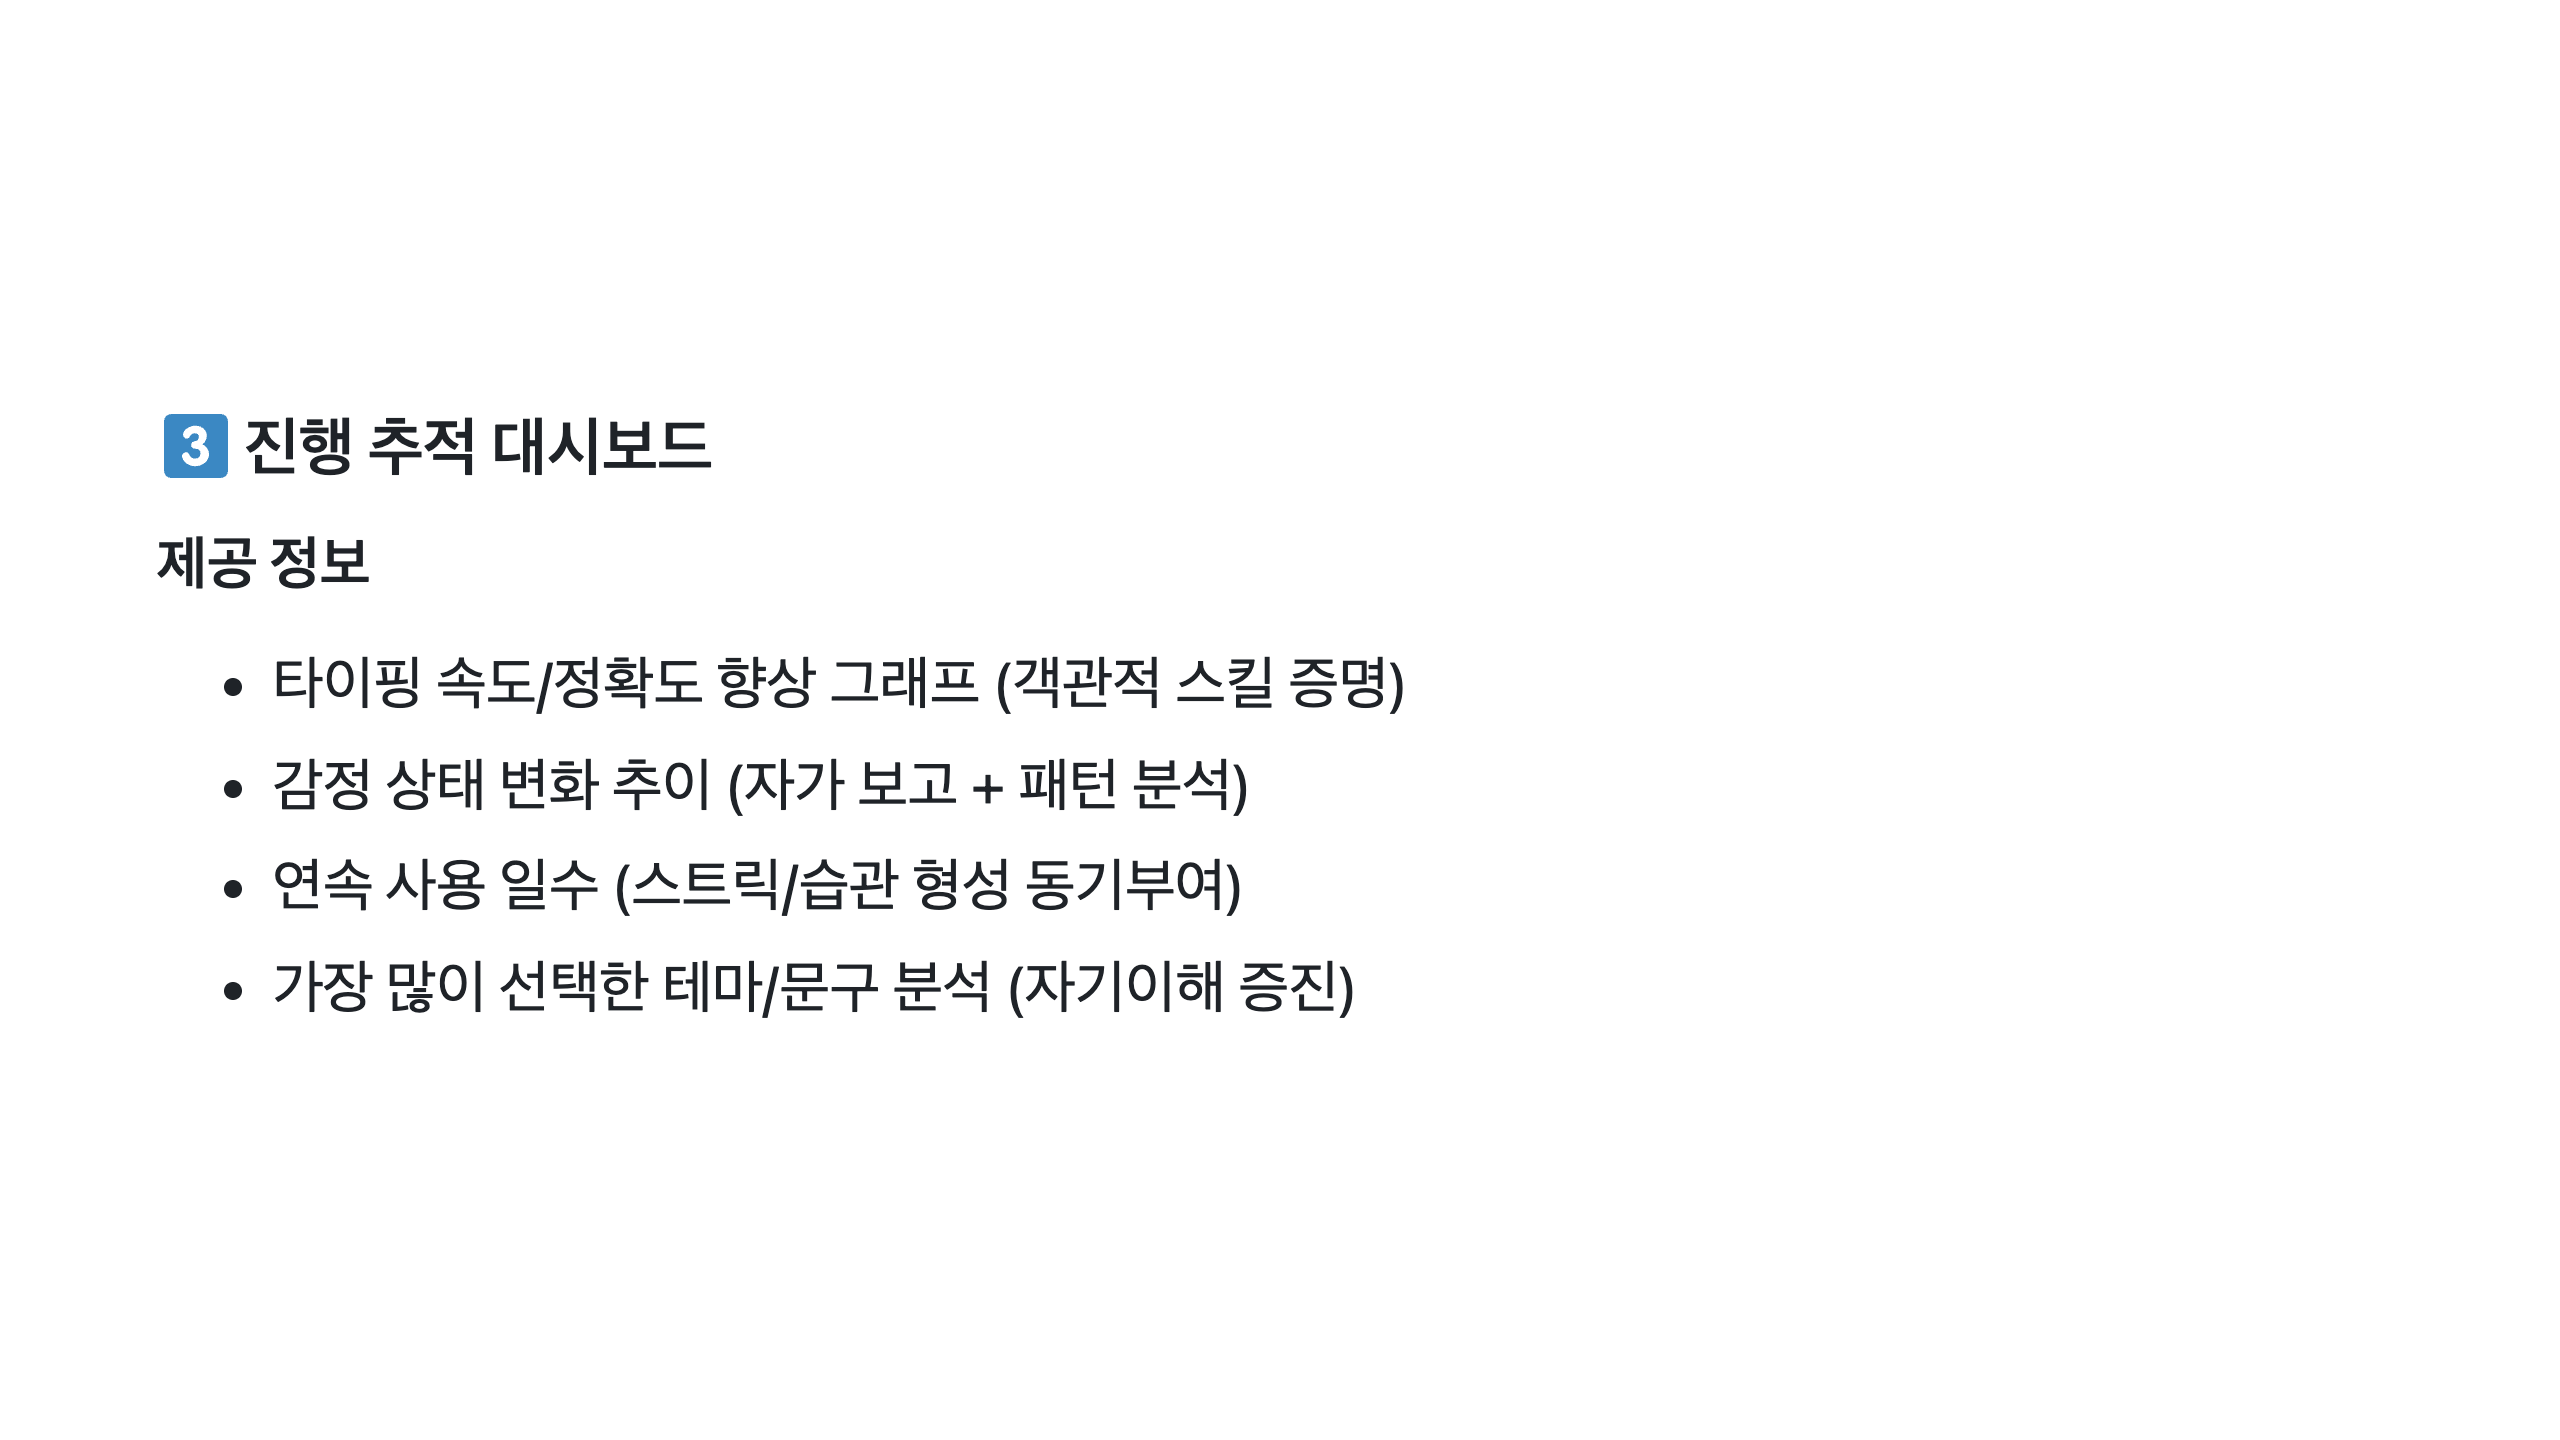 3️⃣ 진행 추적 대시보드
제공 정보
• 타이핑 속도/정확도 향상 그래프 (객관적 스킬 증명)
• 감정 상태 변화 추이 (자가 보고 + 패턴 분석)
• 연속 사용 일수 (스트릭/습관 형성 동기부여)
• 가장 많이 선택한 테마/문구 분석 (자기이해 증진)